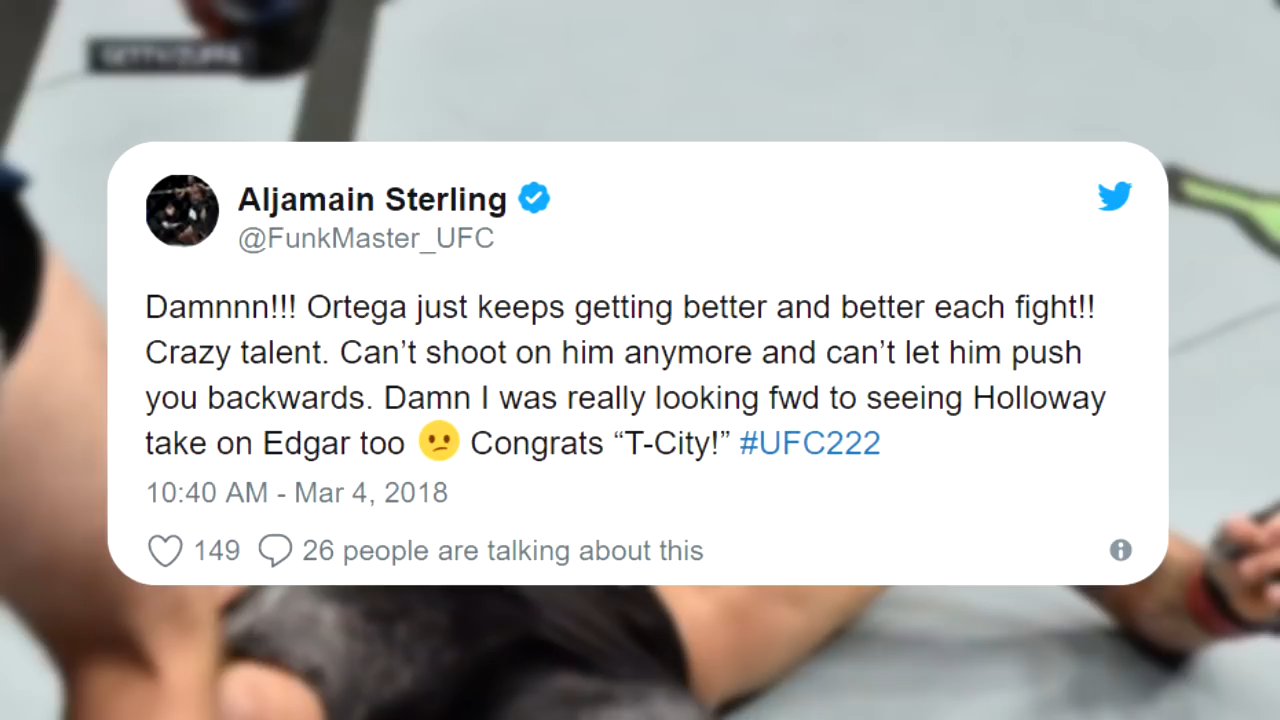 GETTY/ZUFFA
Aljamain Sterling
@FunkMaster_UFC
Damnnn!!! Ortega just keeps getting better and better each fight!!
Crazy talent. Can’t shoot on him anymore and can’t let him push
you backwards. Damn I was really looking fwd to seeing Holloway
take on Edgar too 😕 Congrats “T-City!” #UFC222
10:40 AM - Mar 4, 2018
149 26 people are talking about this